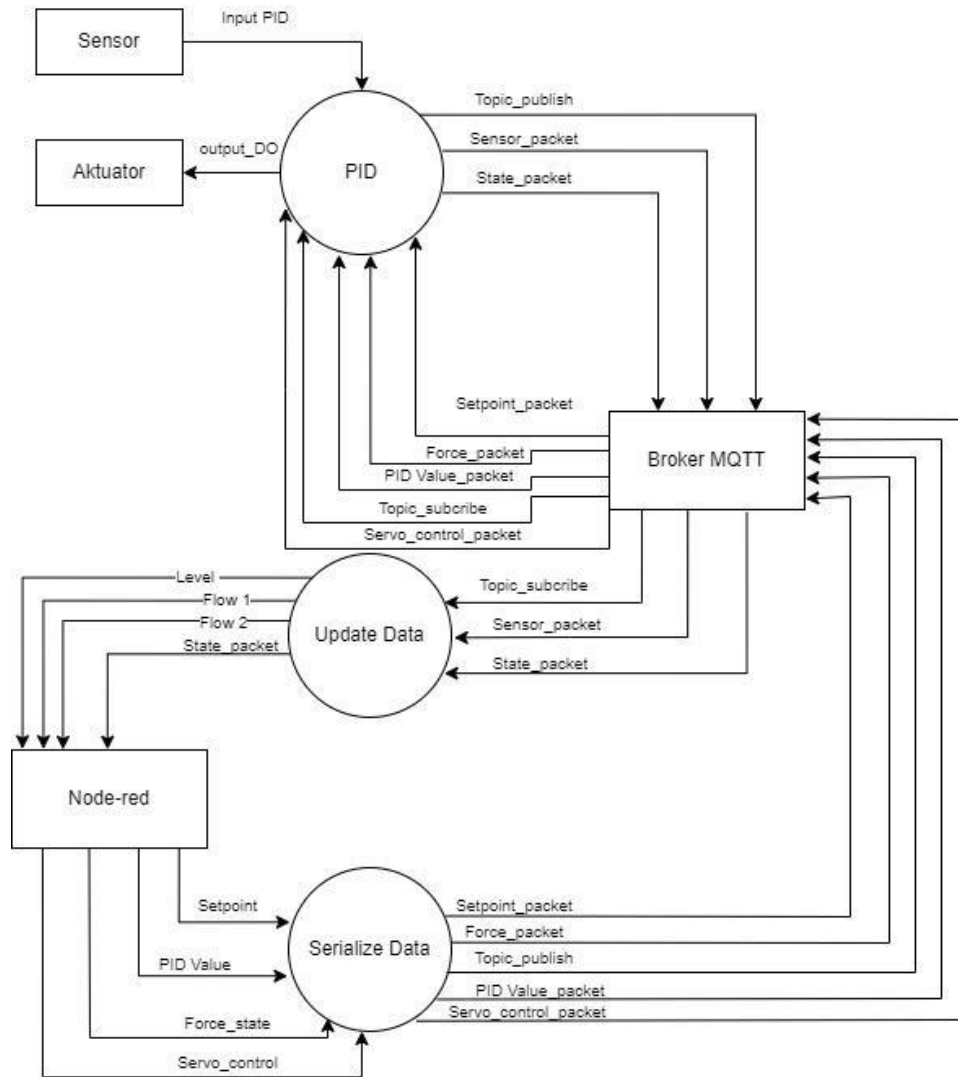 Input PID
Sensor
Topic_publish
Sensor_packet
output_DO
Aktuator
PID
State_packet
Setpoint_packet
Force_packet
Broker MQTT
PID Value_packet
Topic_subcribe
Servo_control_packet
Level
Topic_subcribe
Flow 1
Flow 2
Sensor_packet
Update Data
State_packet
State_packet
Node-red
Setpoint
Setpoint_packet
Force_packet
Serialize Data
Topic_publish
PID Value
PID Value_packet
Servo_control_packet
Force_state
Servo_control